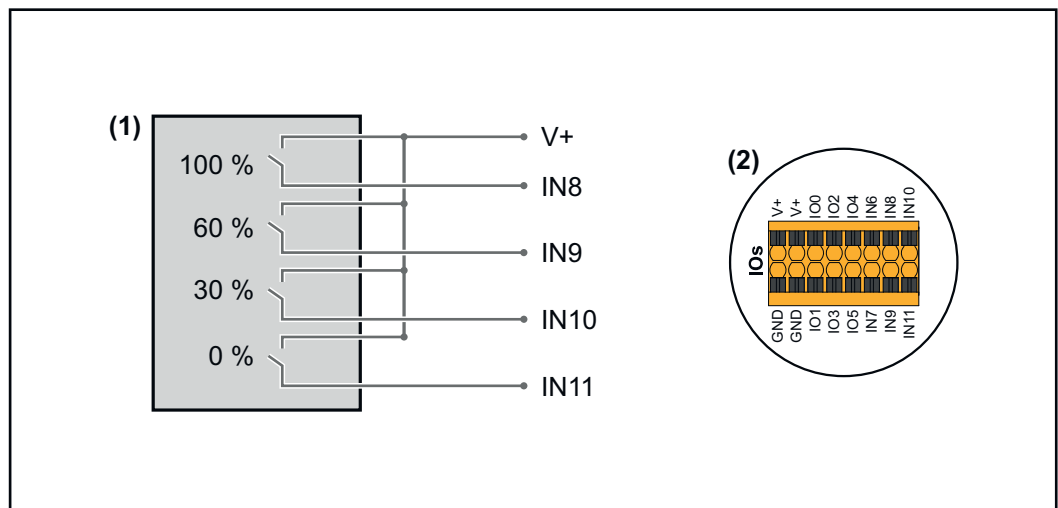 (1)
100 %
60 %
30 %
0 %
V+
IN8
IN9
IN10
IN11
(2)
V+ V+ IO0 IO2 IO4 IN6 IN8 IN10
IOs
GND GND IO1 IO3 IO5 IN7 IN9 IN11